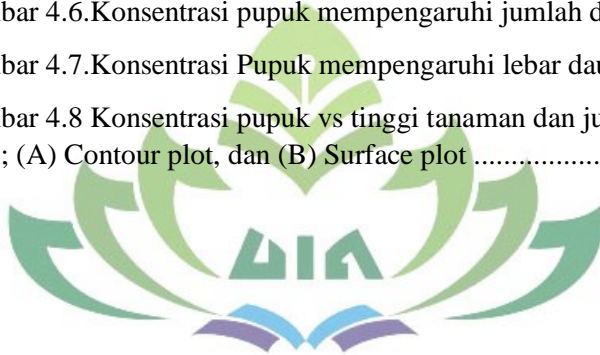 bar 4.6.Konsentrasi pupuk mempengaruhi jumlah d
bar 4.7.Konsentrasi Pupuk mempengaruhi lebar dau
bar 4.8 Konsentrasi pupuk vs tinggi tanaman dan ju
; (A) Contour plot, dan (B) Surface plot ..................
UIN